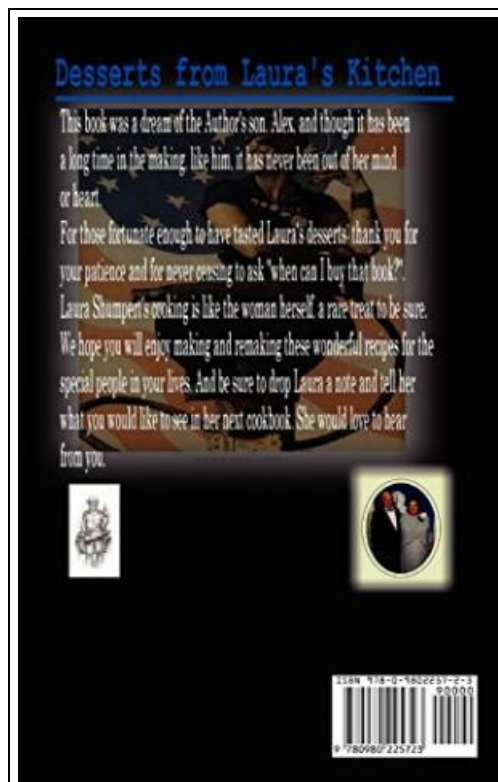 Desserts from Laura's Kitchen
This book was a dream of the Author's son, Alex, and though it has been
a long time in the making, like him, it has never been out of her mind
or heart.
For those fortunate enough to have tasted Laura's desserts, thank you for
your patience and for never ceasing to ask "when can I buy that book?".
Laura Shumpert's cooking is like the woman herself, a rare treat to be sure.
We hope you will enjoy making and remaking these wonderful recipes for the
special people in your lives. And be sure to drop Laura a note and tell her
what you would like to see in her next cookbook. She would love to hear
from you.
ISBN 978-0-9802257-2-3
90000
9 780980 225723